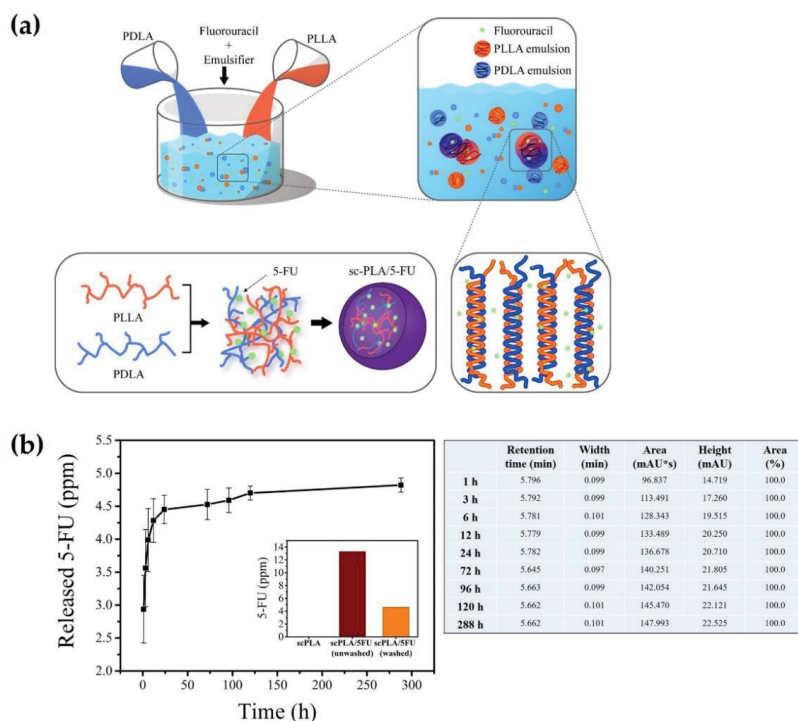 (a)
PDLA
Fluorouracil
+
Emulsifier
PLLA
Fluorouracil
PLLA emulsion
PDLA emulsion
PLLA
PDLA
5-FU
sc-PLA/5-FU
(b)
Released 5-FU (ppm)
5.5
5.0
4.5
4.0
3.5
3.0
2.5
2.0
0 50 100 150 200 250 300
Time (h)
5-FU (ppm)
14
12
10
8
6
4
2
0
scPLA scPLA/5FU scPLA/5FU
(unwashed) (washed)
Retention Width Area Height Area
time (min) (min) (mAU*s) (mAU) (%)
1 h 5.796 0.099 96.837 14.719 100.0
3 h 5.792 0.099 113.491 17.260 100.0
6 h 5.781 0.101 128.343 19.515 100.0
12 h 5.779 0.099 133.489 20.250 100.0
24 h 5.782 0.099 136.678 20.710 100.0
72 h 5.645 0.097 140.251 21.805 100.0
96 h 5.663 0.099 142.054 21.645 100.0
120 h 5.662 0.101 145.470 22.121 100.0
288 h 5.662 0.101 147.993 22.525 100.0